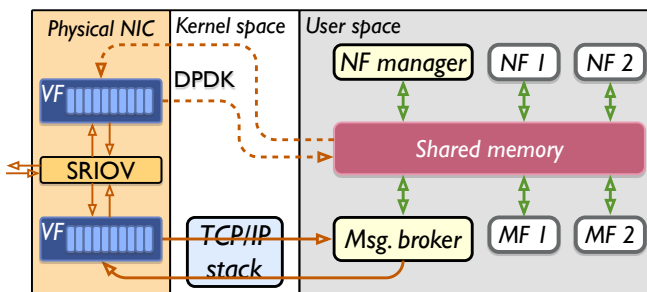 Physical NIC
Kernel space
User space
VF
DPDK
NF manager
NF 1
NF 2
Shared memory
SRIOV
VF
TCP/IP
stack
Msg. broker
MF 1
MF 2